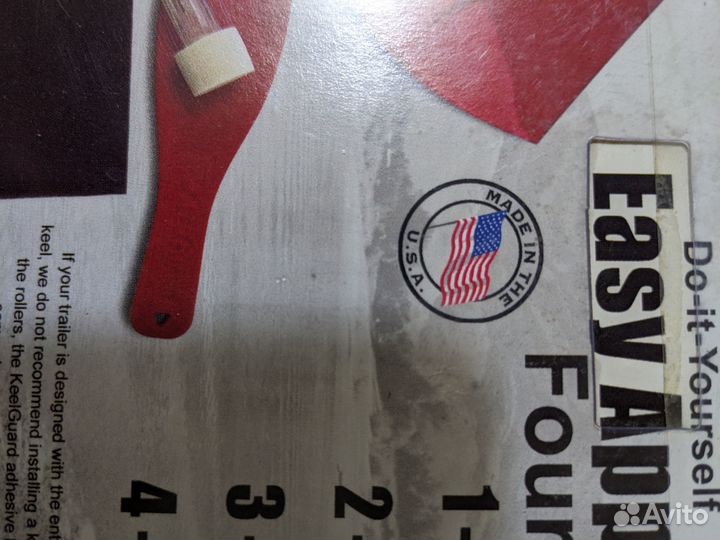 Do-it-Yourself
Easy App
Four
1-
2-
3-
4-
MADE IN THE
U.S.A.
If your trailer is designed with the ent
keel, we do not recommend installing a k
the rollers, the KeelGuard adhesive
Avito